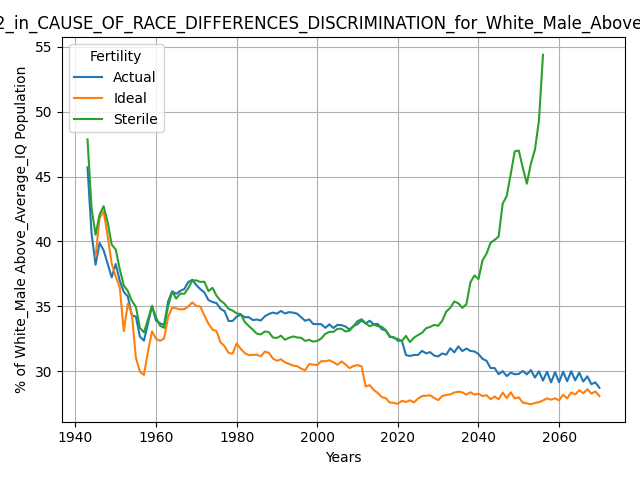 2_in_CAUSE_OF_RACE_DIFFERENCES_DISCRIMINATION_for_White_Male_Above
% of White_Male Above_Average_IQ Population
55
50
45
40
35
30
Fertility
Actual
Ideal
Sterile
1940
1960
1980
2000
2020
2040
2060
Years